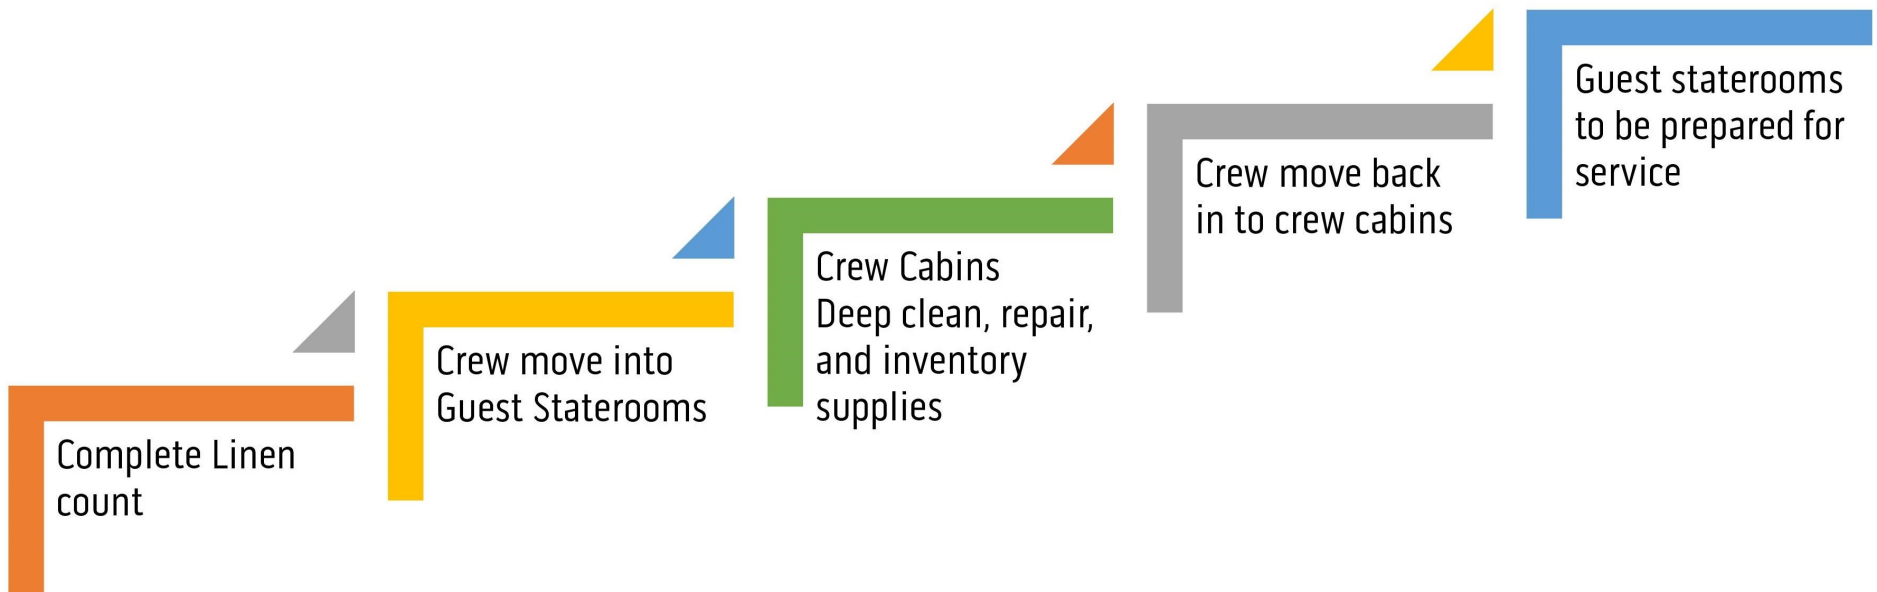 Complete Linen
count
Crew move into
Guest Staterooms
Crew Cabins
Deep clean, repair,
and inventory
supplies
Crew move back
in to crew cabins
Guest staterooms
to be prepared for
service